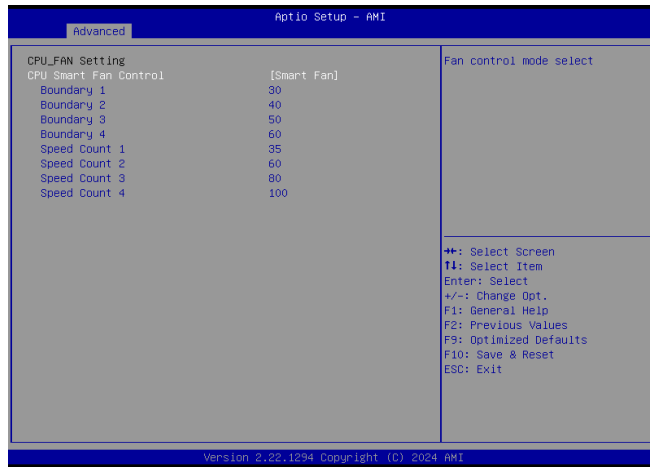 Aptio Setup – AMI
Advanced
CPU_FAN Setting
CPU Smart Fan Control [Smart Fan]
Boundary 1 30
Boundary 2 40
Boundary 3 50
Boundary 4 60
Speed Count 1 35
Speed Count 2 60
Speed Count 3 80
Speed Count 4 100
Fan control mode select
→←: Select Screen
↑↓: Select Item
Enter: Select
+/-: Change Opt.
F1: General Help
F2: Previous Values
F9: Optimized Defaults
F10: Save & Reset
ESC: Exit
Version 2.22.1294 Copyright (C) 2024 AMI